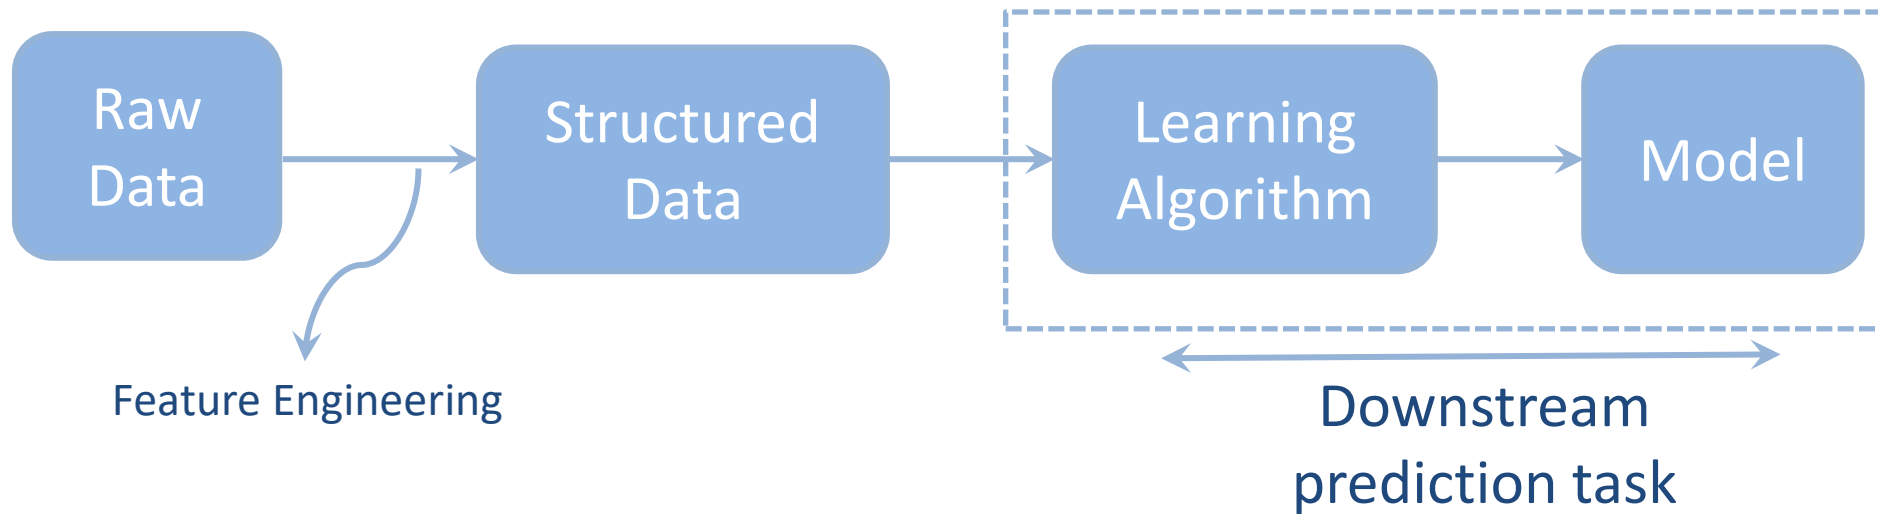 Raw
Data
Structured
Data
Learning
Algorithm
Model
Feature Engineering
Downstream
prediction task